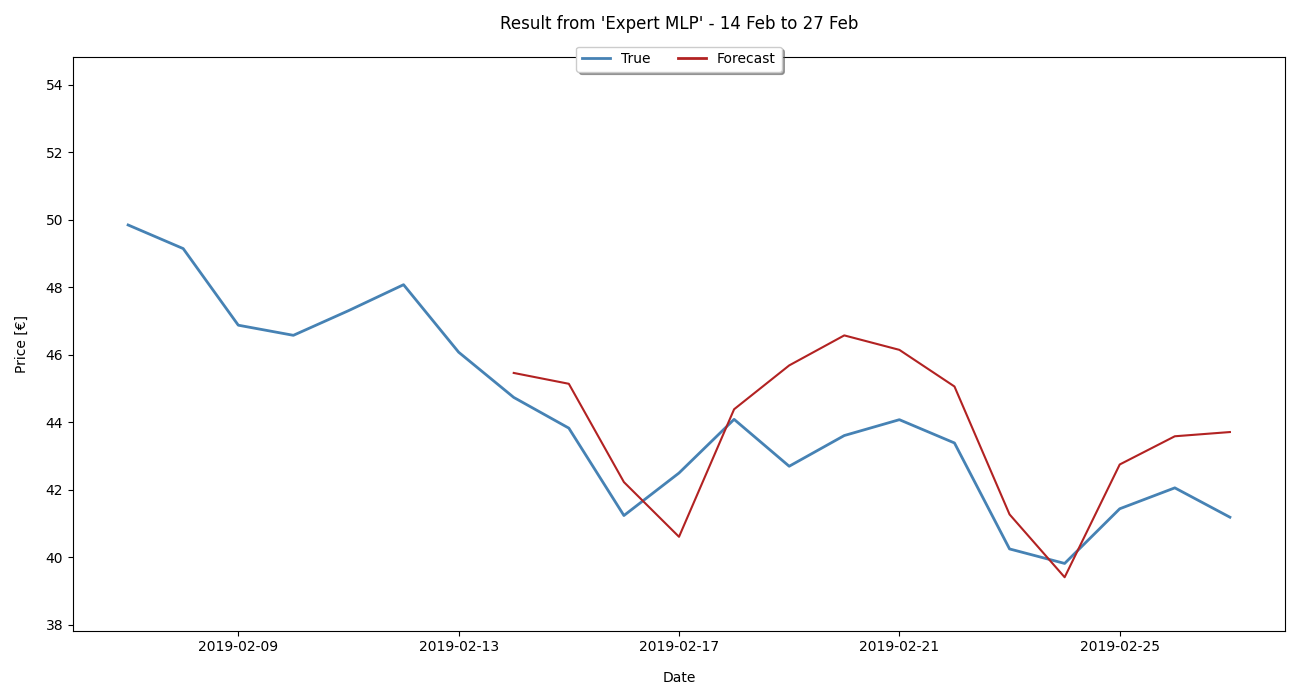 Result from 'Expert MLP' - 14 Feb to 27 Feb
True Forecast
54
52
50
48
46
44
42
40
38
Price [€]
2019-02-09 2019-02-13 2019-02-17 2019-02-21 2019-02-25
Date